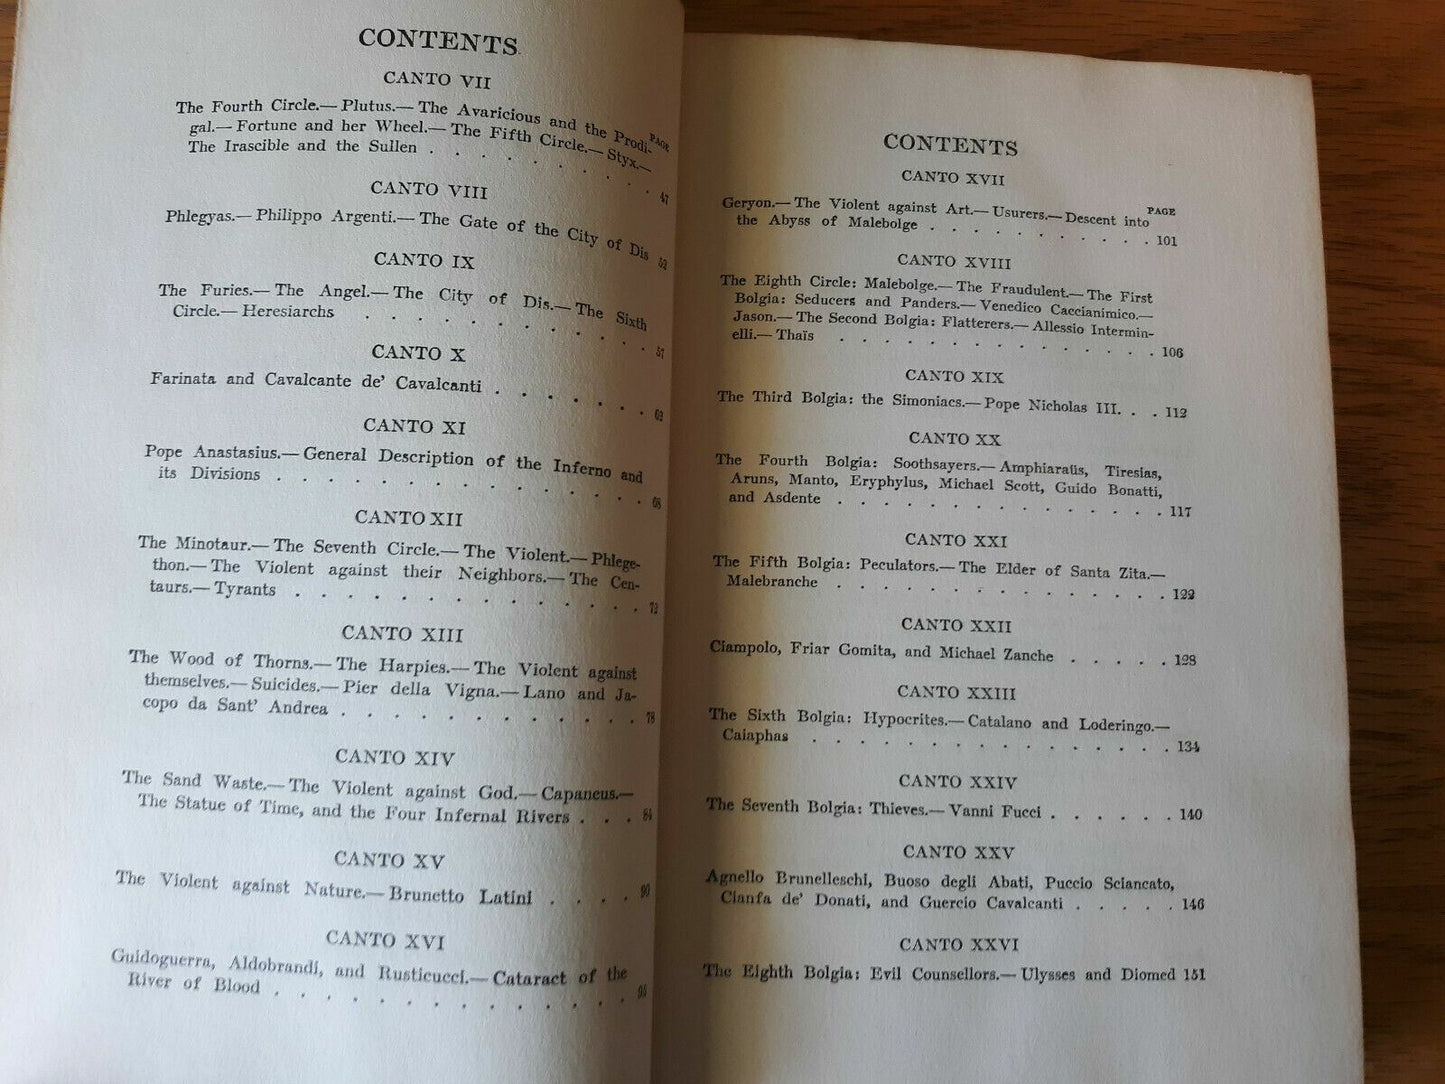 CONTENTS
CANTO VII
PAGE
The Fourth Circle.— Plutus.— The Avaricious and the Prodi-
gal.— Fortune and her Wheel.— The Fifth Circle.— Styx.—
The Irascible and the Sullen . . . . . . . . . . 47
CANTO VIII
Phlegyas.— Philippo Argenti.— The Gate of the City of Dis 52
CANTO IX
The Furies.— The Angel.— The City of Dis.— The Sixth
Circle.— Heresiarchs . . . . . . . . . . 57
CANTO X
Farinata and Cavalcante de' Cavalcanti . . . . . . . 62
CANTO XI
Pope Anastasius.— General Description of the Inferno and
its Divisions . . . . . . . . . . . . . . . 68
CANTO XII
The Minotaur.— The Seventh Circle.— The Violent.— Phlege-
thon.— The Violent against their Neighbors.— The Cen-
taurs.— Tyrants . . . . . . . . . . . . . . 72
CANTO XIII
The Wood of Thorns.— The Harpies.— The Violent against
themselves.— Suicides.— Pier della Vigna.— Lano and Ja-
copo da Sant' Andrea . . . . . . . . . . . . 78
CANTO XIV
The Sand Waste.— The Violent against God.— Capaneus.—
The Statue of Time, and the Four Infernal Rivers . . . 84
CANTO XV
The Violent against Nature.— Brunetto Latini . . . . 90
CANTO XVI
Guidoguerra, Aldobrandi, and Rusticucci.— Cataract of the
River of Blood . . . . . . . . . . . . . . 95
CONTENTS
CANTO XVII
PAGE
Geryon.— The Violent against Art.— Usurers.— Descent into
the Abyss of Malebolge . . . . . . . . . . . 101
CANTO XVIII
The Eighth Circle: Malebolge.— The Fraudulent.— The First
Bolgia: Seducers and Panders.— Venedico Caccianimico.—
Jason.— The Second Bolgia: Flatterers.— Allessio Intermin-
elli.— Thaïs . . . . . . . . . . . . . . 106
CANTO XIX
The Third Bolgia: the Simoniacs.— Pope Nicholas III. . . 112
CANTO XX
The Fourth Bolgia: Soothsayers.— Amphiaraüs, Tiresias,
Aruns, Manto, Eryphylus, Michael Scott, Guido Bonatti,
and Asdente . . . . . . . . . . . . . . 117
CANTO XXI
The Fifth Bolgia: Peculators.— The Elder of Santa Zita.—
Malebranche . . . . . . . . . . . . . . 122
CANTO XXII
Ciampolo, Friar Gomita, and Michael Zanche . . . . . 128
CANTO XXIII
The Sixth Bolgia: Hypocrites.— Catalano and Loderingo.—
Caiaphas . . . . . . . . . . . . . . . 134
CANTO XXIV
The Seventh Bolgia: Thieves.— Vanni Fucci . . . . . . 140
CANTO XXV
Agnello Brunelleschi, Buoso degli Abati, Puccio Sciancato,
Cianfa de' Donati, and Guercio Cavalcanti . . . . . 146
CANTO XXVI
The Eighth Bolgia: Evil Counsellors.— Ulysses and Diomed 151